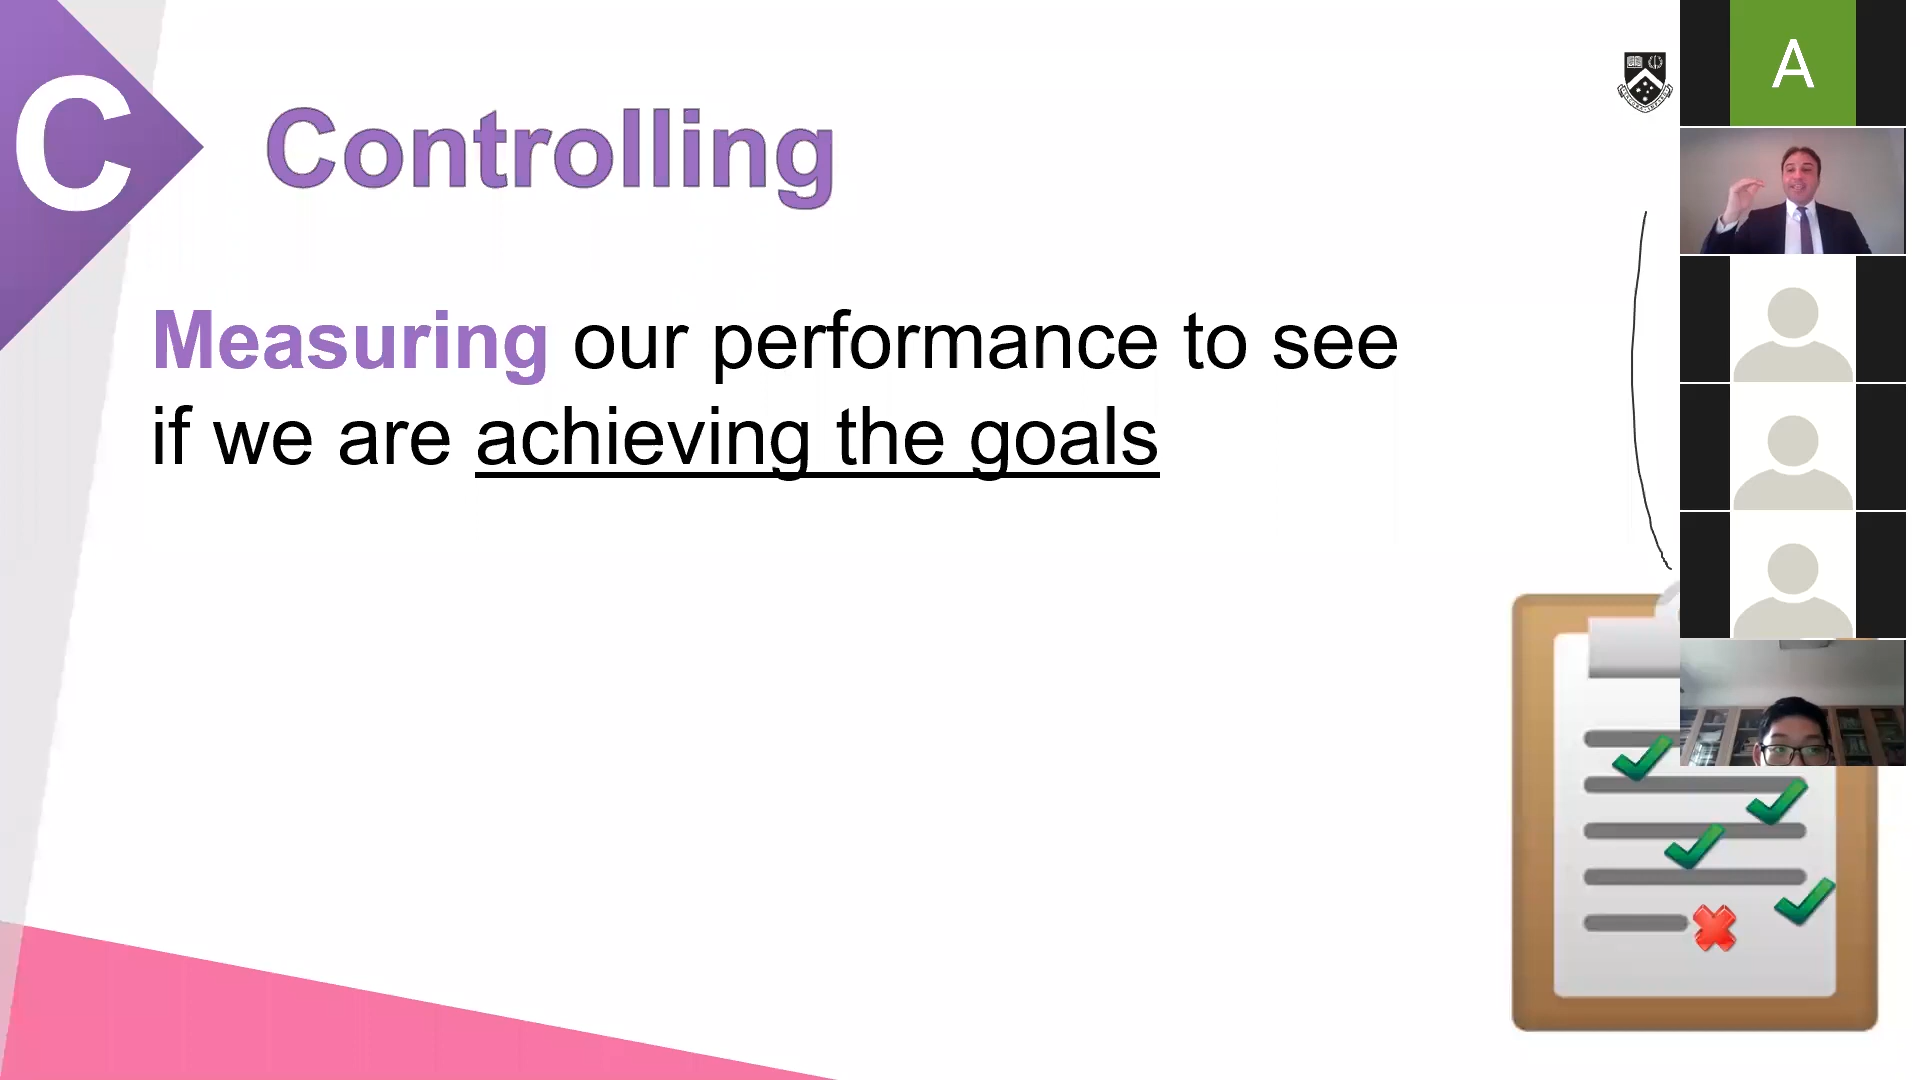 C
Controlling
Measuring our performance to see
if we are achieving the goals
A